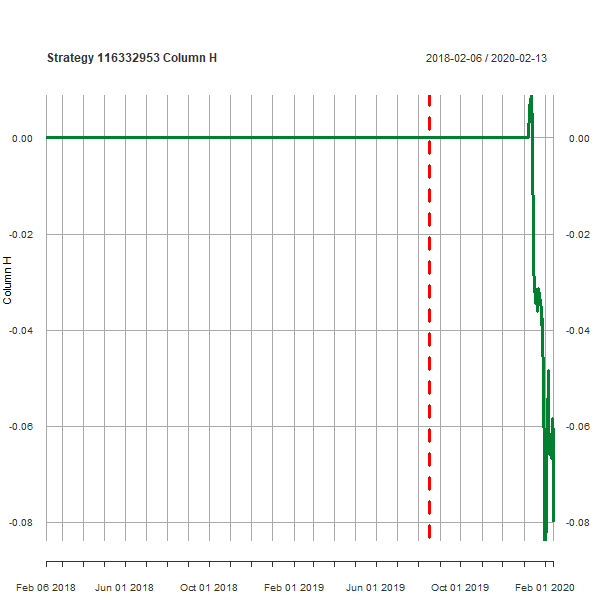 Strategy 116332953 Column H 2018-02-06 / 2020-02-13
0.00 0.00
-0.02 -0.02
Column H
-0.04 -0.04
-0.06 -0.06
-0.08 -0.08
Feb 06 2018 Jun 01 2018 Oct 01 2018 Feb 01 2019 Jun 01 2019 Oct 01 2019 Feb 01 2020